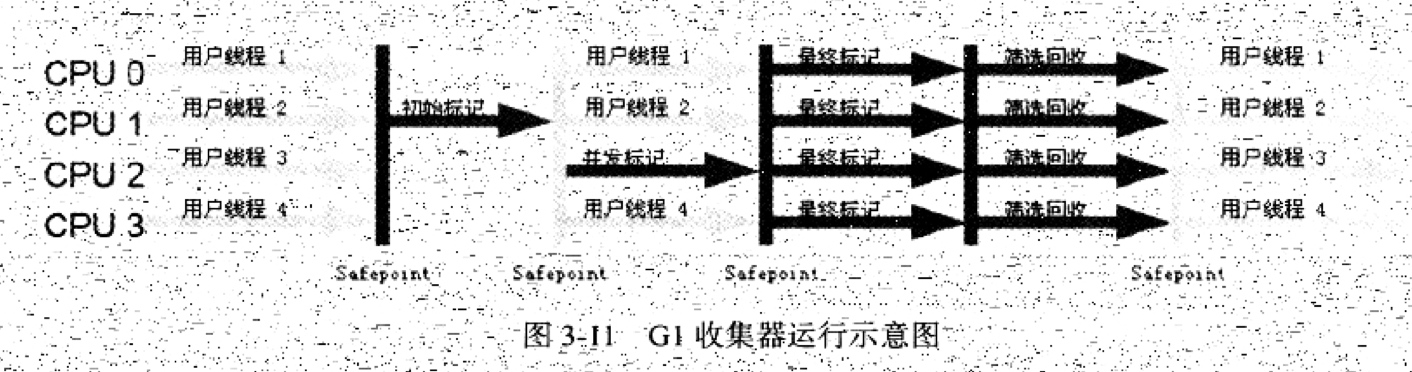 CPU 0 用户线程 1 用户线程 1 最终标记 筛选回收 用户线程 1
CPU 1 用户线程 2 初始标记 用户线程 2 最终标记 筛选回收 用户线程 2
CPU 2 用户线程 3 并发标记 最终标记 筛选回收 用户线程 3
CPU 3 用户线程 4 用户线程 4 最终标记 筛选回收 用户线程 4
Safepoint Safepoint Safepoint Safepoint
图 3-11 G1 收集器运行示意图